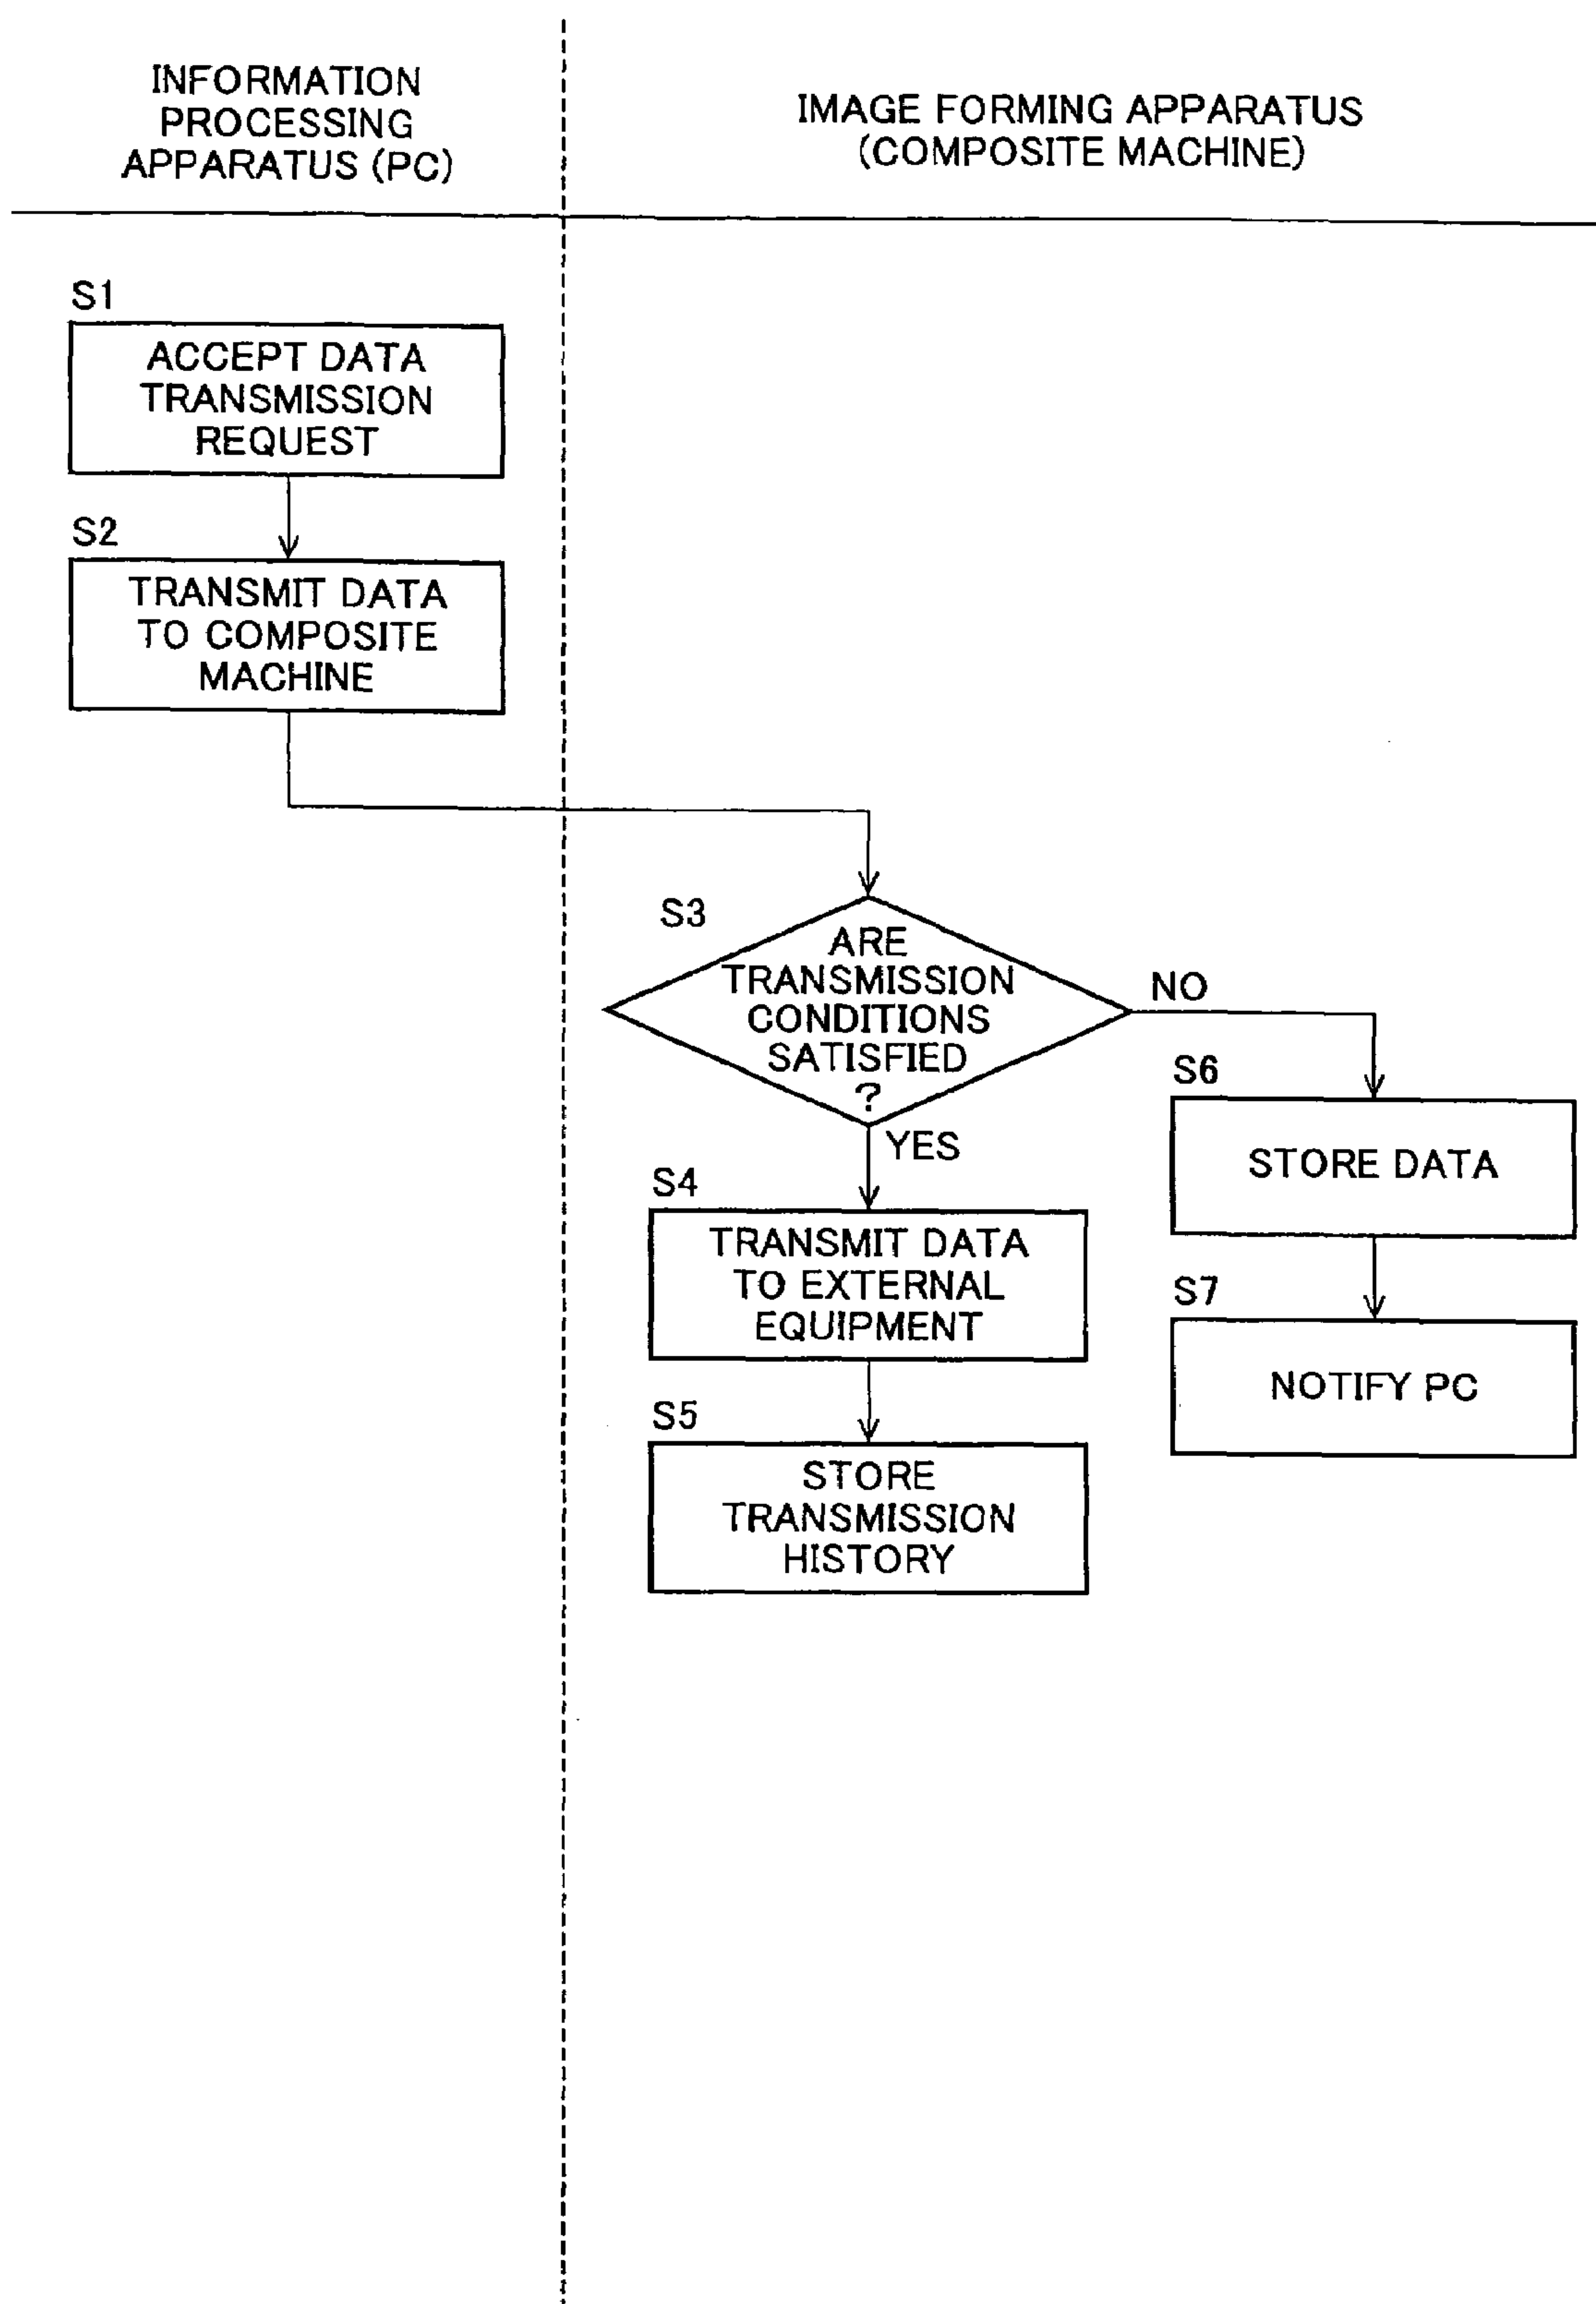 INFORMATION
PROCESSING
APPARATUS (PC)
IMAGE FORMING APPARATUS
(COMPOSITE MACHINE)
S1
ACCEPT DATA
TRANSMISSION
REQUEST
S2
TRANSMIT DATA
TO COMPOSITE
MACHINE
S3
ARE
TRANSMISSION
CONDITIONS
SATISFIED
?
NO
YES
S4
TRANSMIT DATA
TO EXTERNAL
EQUIPMENT
S5
STORE
TRANSMISSION
HISTORY
S6
STORE DATA
S7
NOTIFY PC